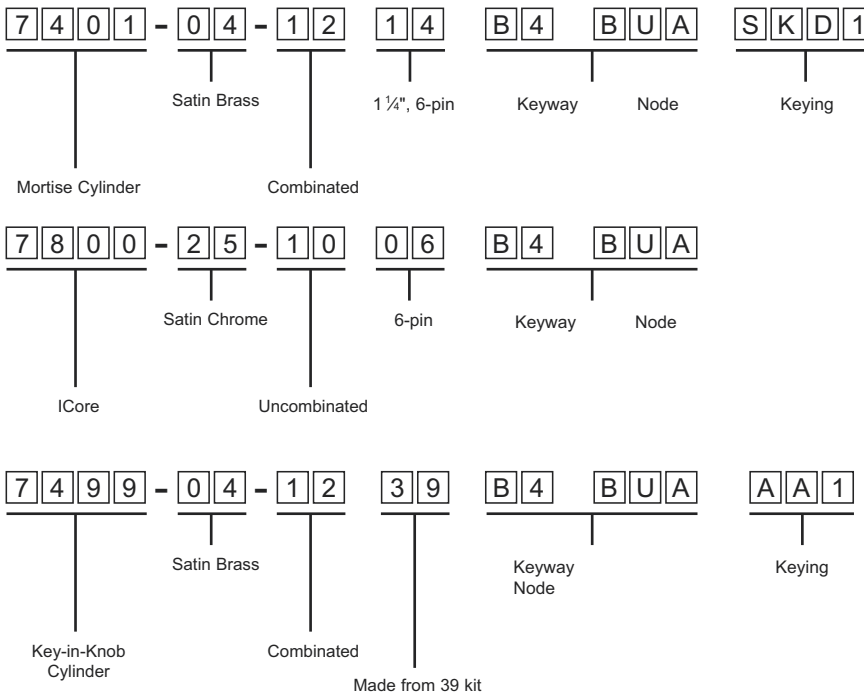 7401-04-12 14 B4 BUA SKD1
Satin Brass 1 ¼", 6-pin Keyway Node Keying
Mortise Cylinder Combinated
7800-25-10 06 B4 BUA
Satin Chrome 6-pin Keyway Node
ICore Uncombinated
7499-04-12 39 B4 BUA AA1
Satin Brass Keyway Keying
Node
Key-in-Knob Combinated
Cylinder
Made from 39 kit